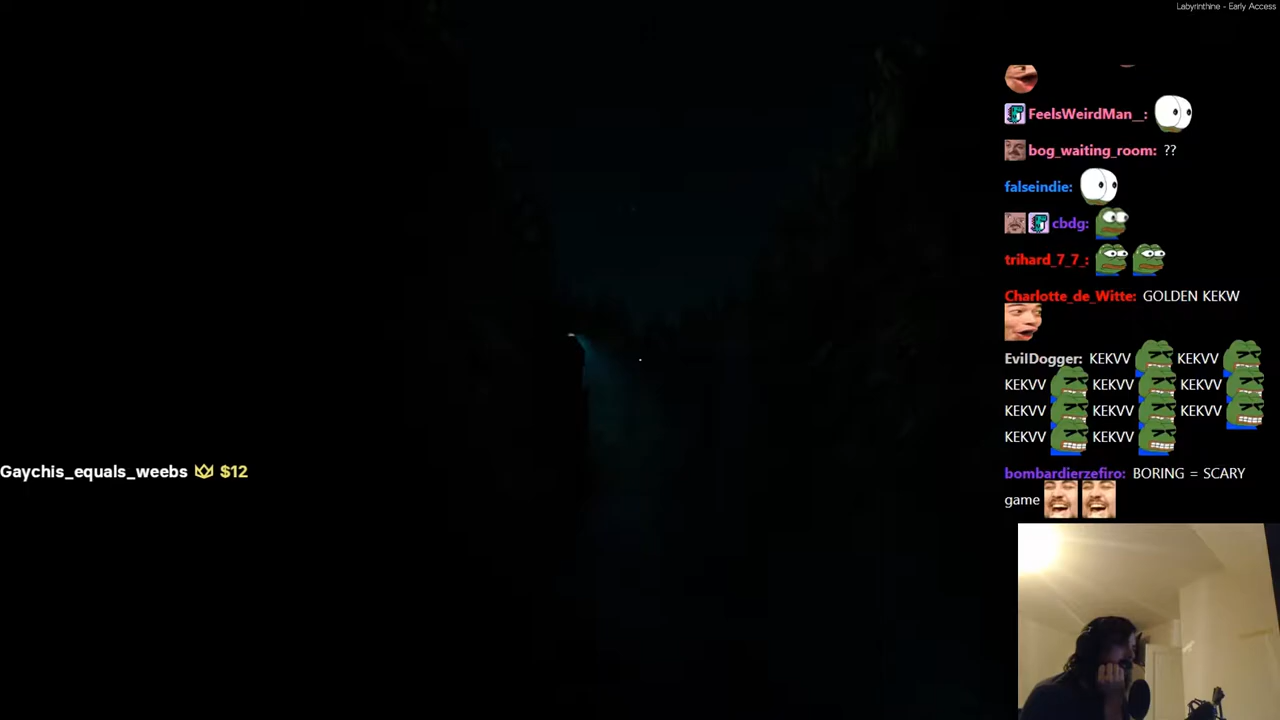 Labyrinthine - Early Access
FeelsWeirdMan__:
bog_waiting_room: ??
falseindie:
cbdg:
trihard_7_7_:
Charlotte_de_Witte: GOLDEN KEKW
EvilDogger: KEKVV KEKVV
KEKVV KEKVV KEKVV
KEKVV KEKVV KEKVV
KEKVV KEKVV
Gaychis_equals_weebs $12
bombardierzefiro: BORING = SCARY
game